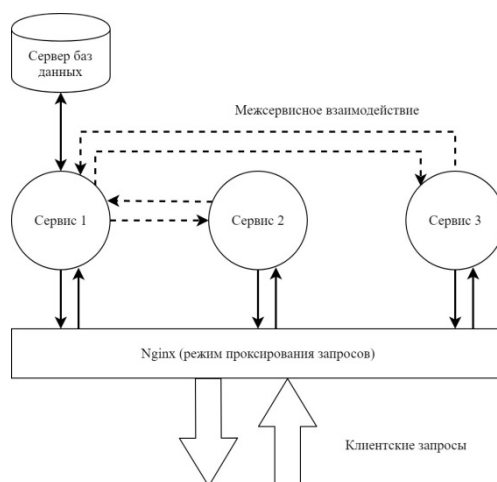 Сервер баз
данных
Межсервисное взаимодействие
Сервис 1
Сервис 2
Сервис 3
Nginx (режим проксирования запросов)
Клиентские запросы